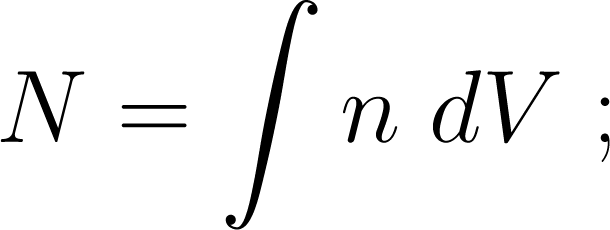 N = ∫ n dV ;